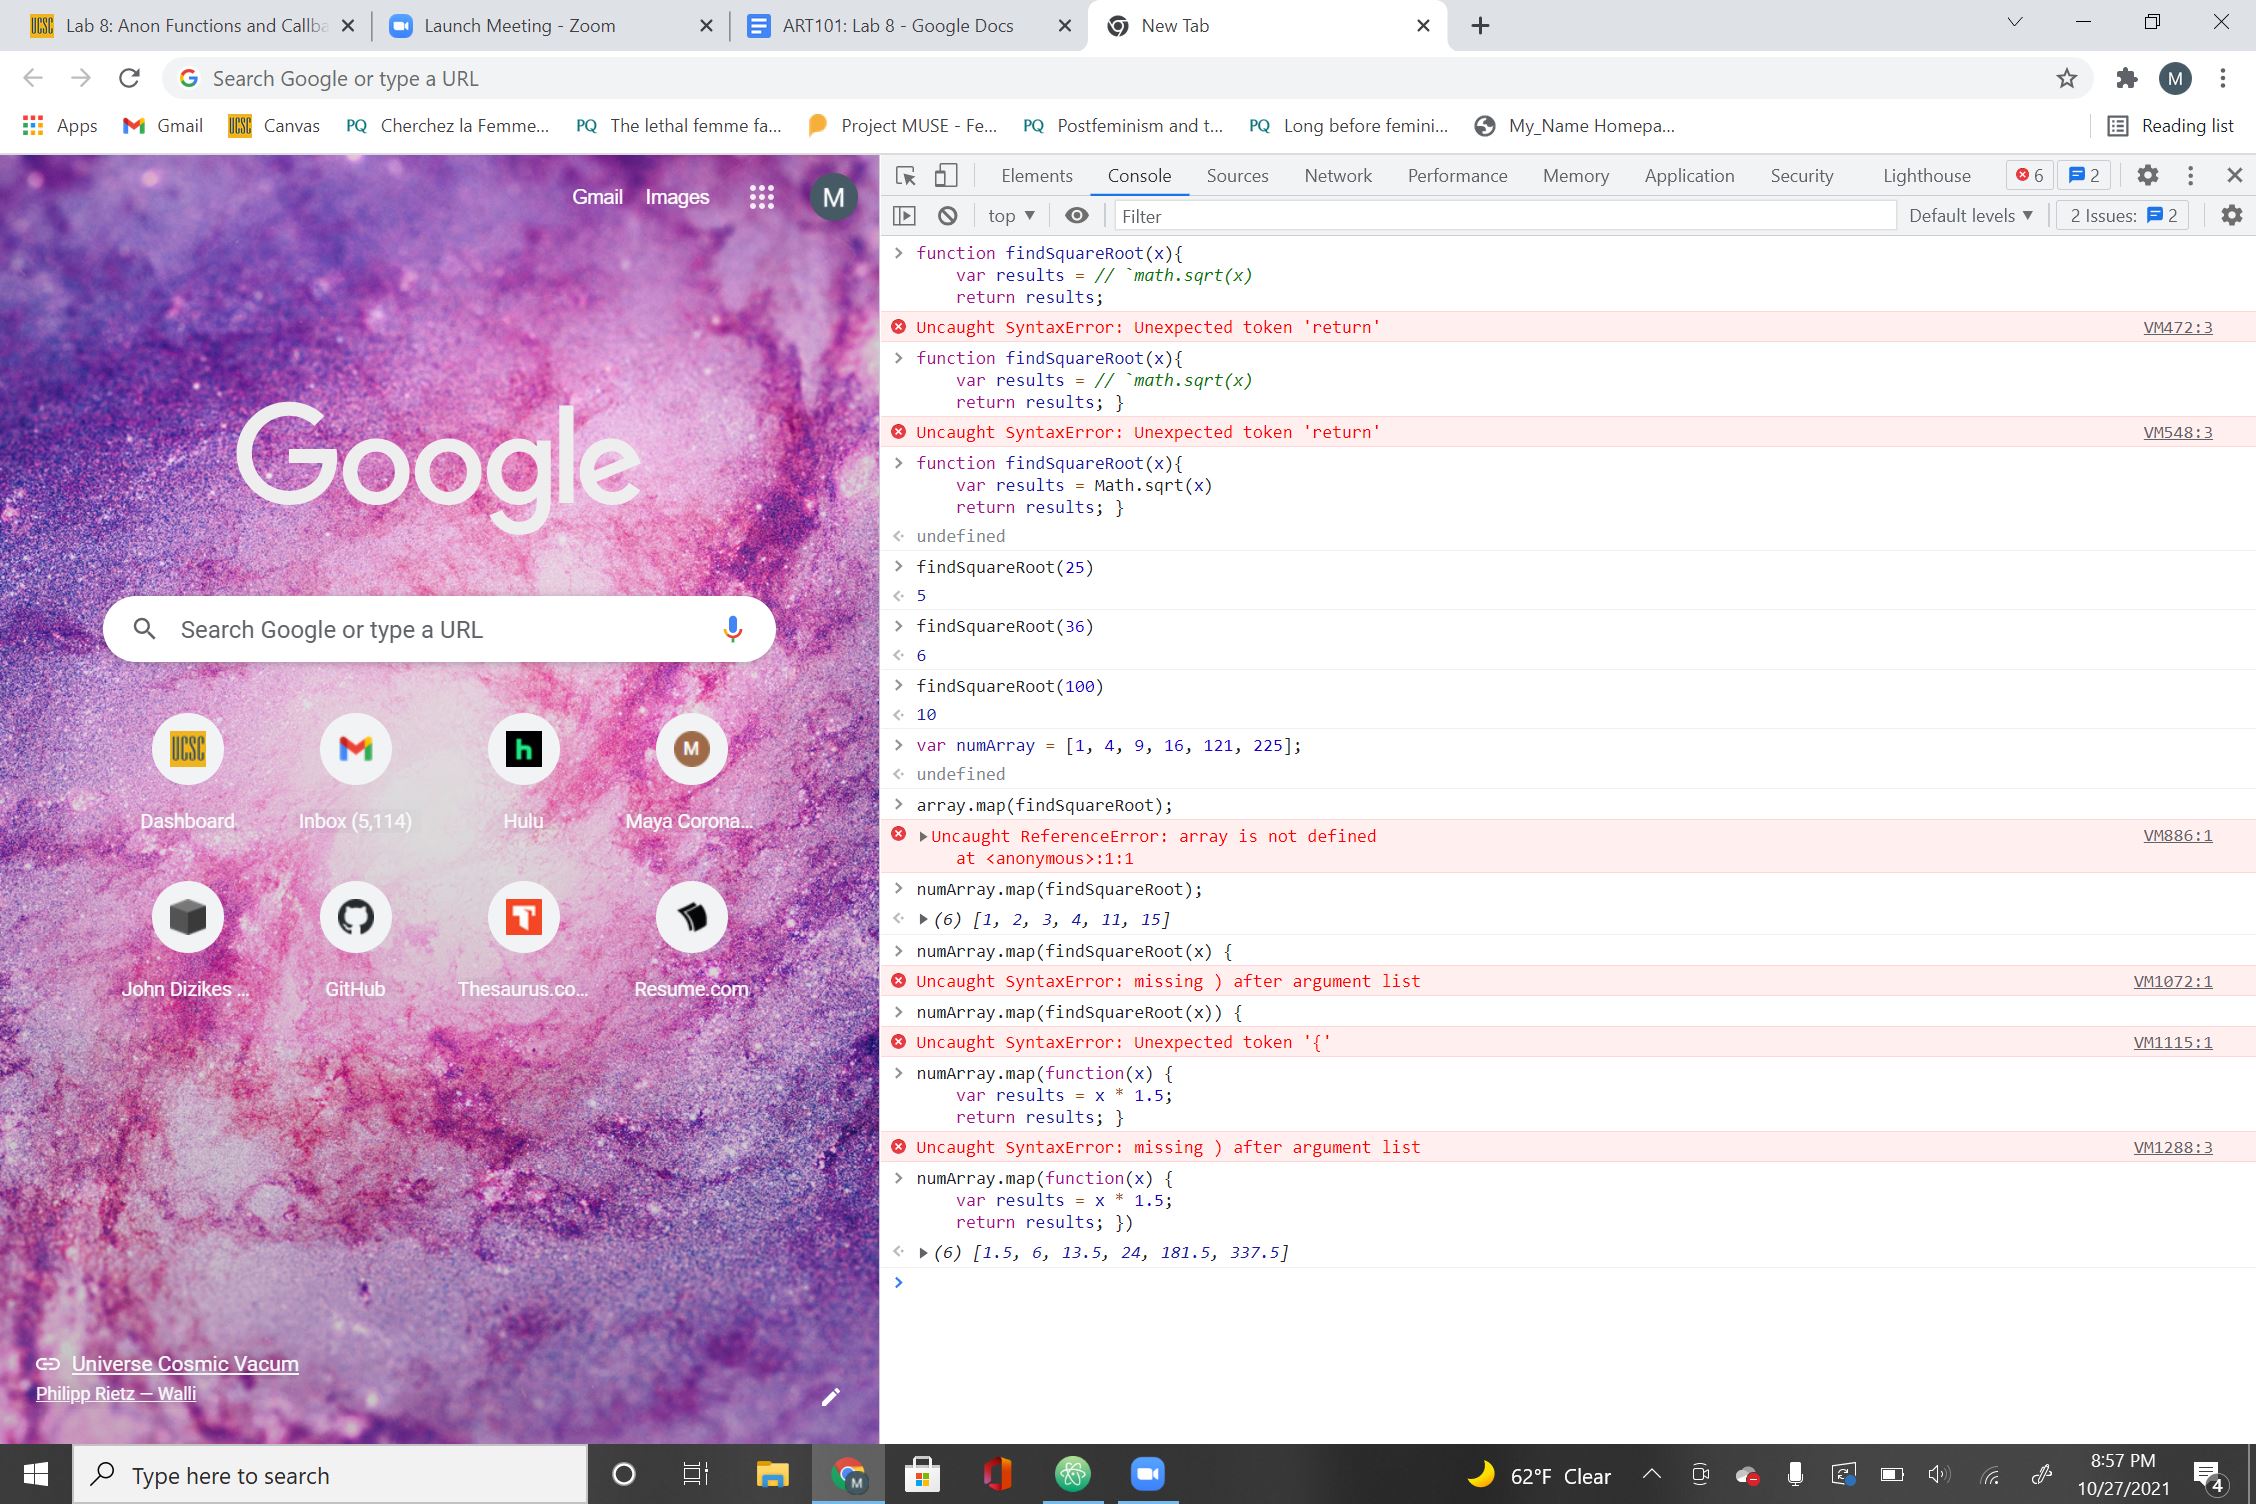 Lab 8: Anon Functions and Callba
Launch Meeting - Zoom
ART101: Lab 8 - Google Docs
New Tab
Search Google or type a URL
M
Apps
Gmail
UCSC
Canvas
PQ
Cherchez la Femme...
PQ
The lethal femme fa...
Project MUSE - Fe...
PQ
Postfeminism and t...
PQ
Long before femini...
My_Name Homepa...
Reading list
Gmail
Images
M
Google
Search Google or type a URL
UCSC
Dashboard
Inbox (5,114)
h
Hulu
M
Maya Corona...
John Dizikes ...
GitHub
Thesaurus.co...
Resume.com
Universe Cosmic Vacum
Philipp Rietz — Walli
Elements
Console
Sources
Network
Performance
Memory
Application
Security
Lighthouse
6
2
top
Filter
Default levels
2 Issues: 2
function findSquareRoot(x){
var results = // `math.sqrt(x)
return results;
Uncaught SyntaxError: Unexpected token 'return'
VM472:3
function findSquareRoot(x){
var results = // `math.sqrt(x)
return results; }
Uncaught SyntaxError: Unexpected token 'return'
VM548:3
function findSquareRoot(x){
var results = Math.sqrt(x)
return results; }
undefined
findSquareRoot(25)
5
findSquareRoot(36)
6
findSquareRoot(100)
10
var numArray = [1, 4, 9, 16, 121, 225];
undefined
array.map(findSquareRoot);
Uncaught ReferenceError: array is not defined
at <anonymous>:1:1
VM886:1
numArray.map(findSquareRoot);
(6) [1, 2, 3, 4, 11, 15]
numArray.map(findSquareRoot(x) {
Uncaught SyntaxError: missing ) after argument list
VM1072:1
numArray.map(findSquareRoot(x)) {
Uncaught SyntaxError: Unexpected token '{'
VM1115:1
numArray.map(function(x) {
var results = x * 1.5;
return results; }
Uncaught SyntaxError: missing ) after argument list
VM1288:3
numArray.map(function(x) {
var results = x * 1.5;
return results; })
(6) [1.5, 6, 13.5, 24, 181.5, 337.5]
Type here to search
M
62°F Clear
8:57 PM
10/27/2021
4